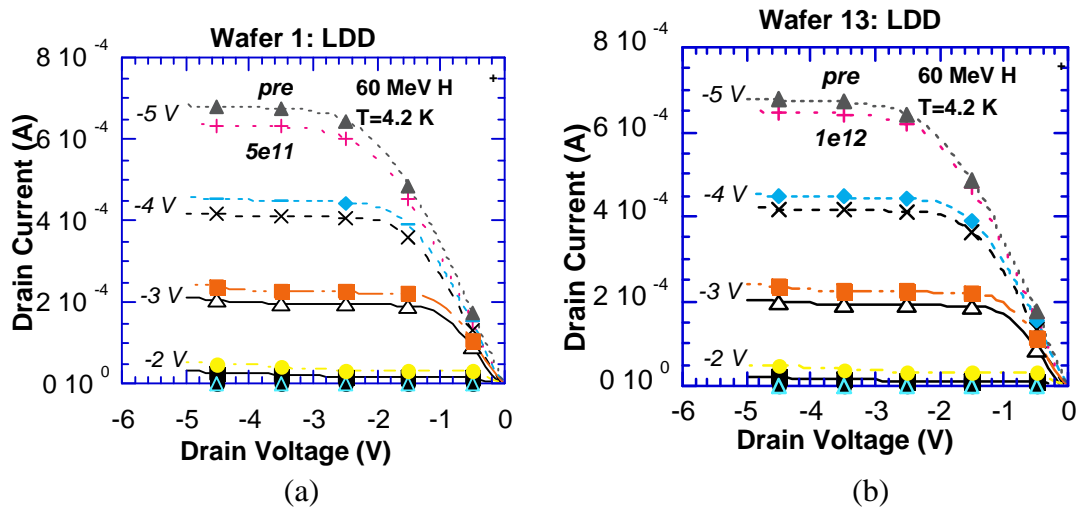 Wafer 1: LDD
8 10 -4
6 10 -4
4 10 -4
2 10 -4
0 10 0
Drain Current (A)
pre
60 MeV H
+
T=4.2 K
-5 V
5e11
-4 V
-3 V
-2 V
-6 -5 -4 -3 -2 -1 0
Drain Voltage (V)
(a)
Wafer 13: LDD
8 10 -4
6 10 -4
4 10 -4
2 10 -4
0 10 0
Drain Current (A)
pre
60 MeV H
+
T=4.2 K
-5 V
1e12
-4 V
-3 V
-2 V
-6 -5 -4 -3 -2 -1 0
Drain Voltage (V)
(b)